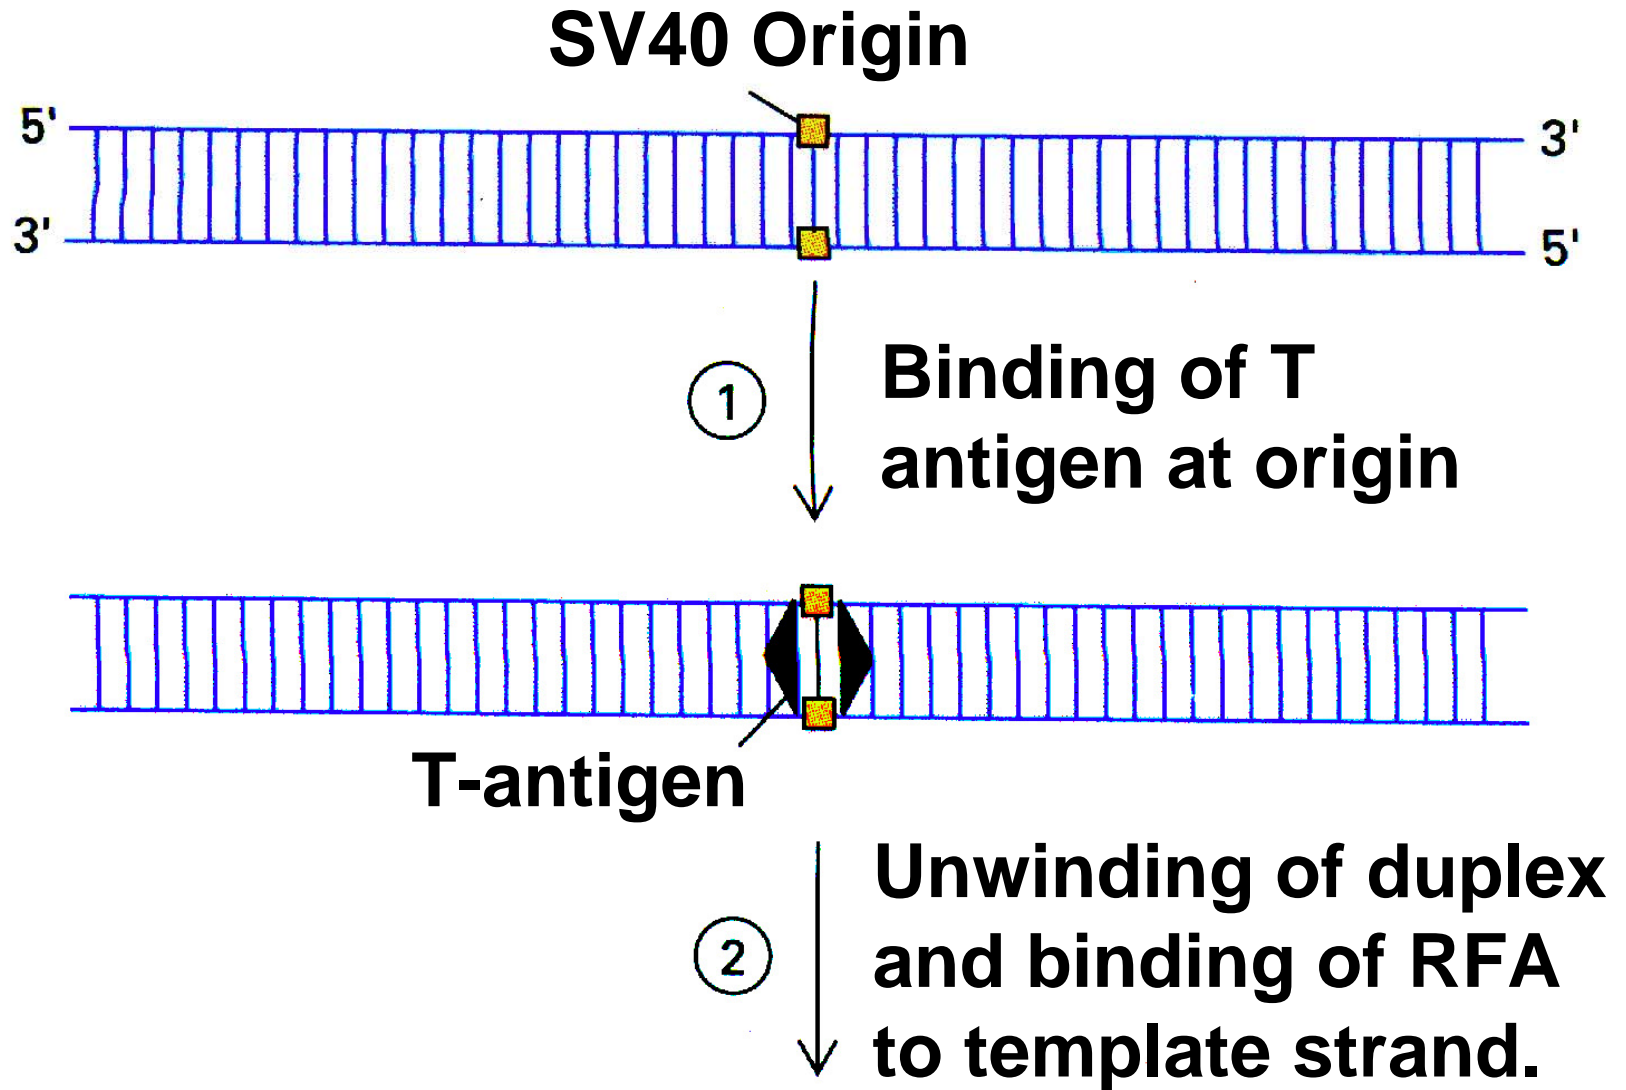 SV40 Origin
5' 3'
3' 5'
1
Binding of T
antigen at origin
T-antigen
2
Unwinding of duplex
and binding of RFA
to template strand.